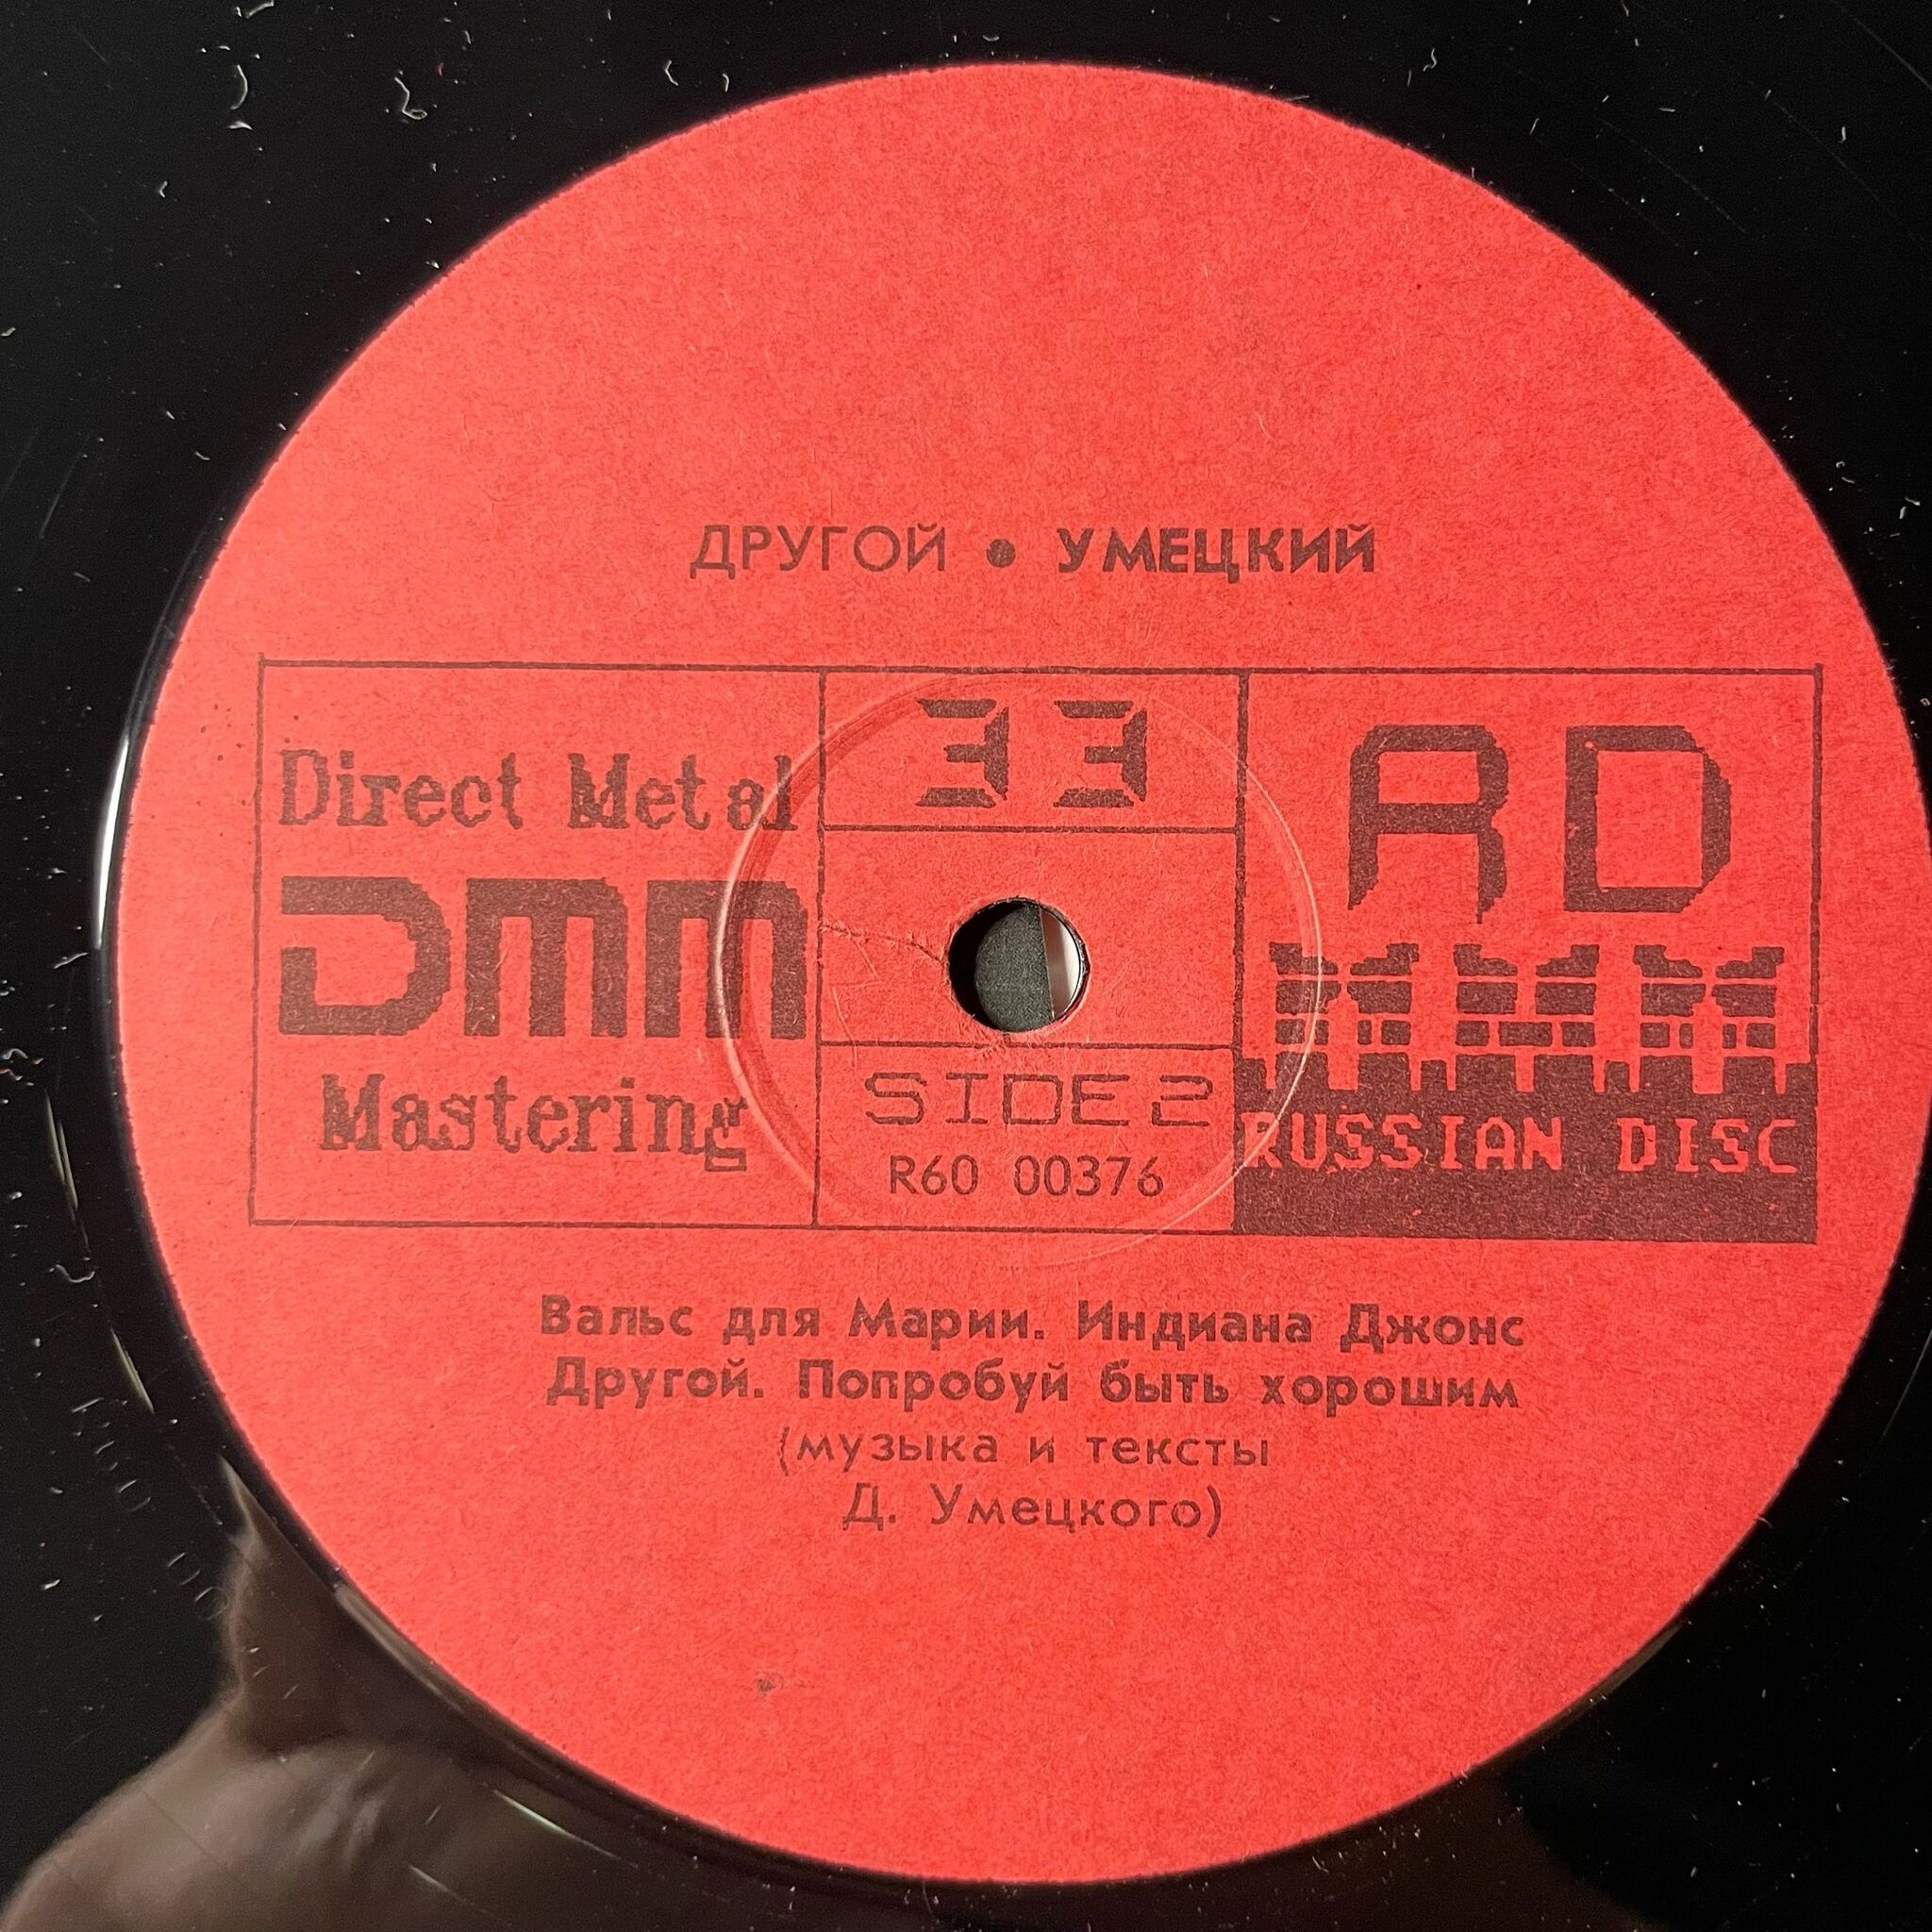 ДРУГОЙ • УМЕЦКИЙ
Direct Metal
DMM
Mastering
33
SIDE 2
R60 00376
RD
RUSSIAN DISC
Вальс для Марии. Индиана Джонс
Другой. Попробуй быть хорошим
(музыка и тексты
Д. Умецкого)